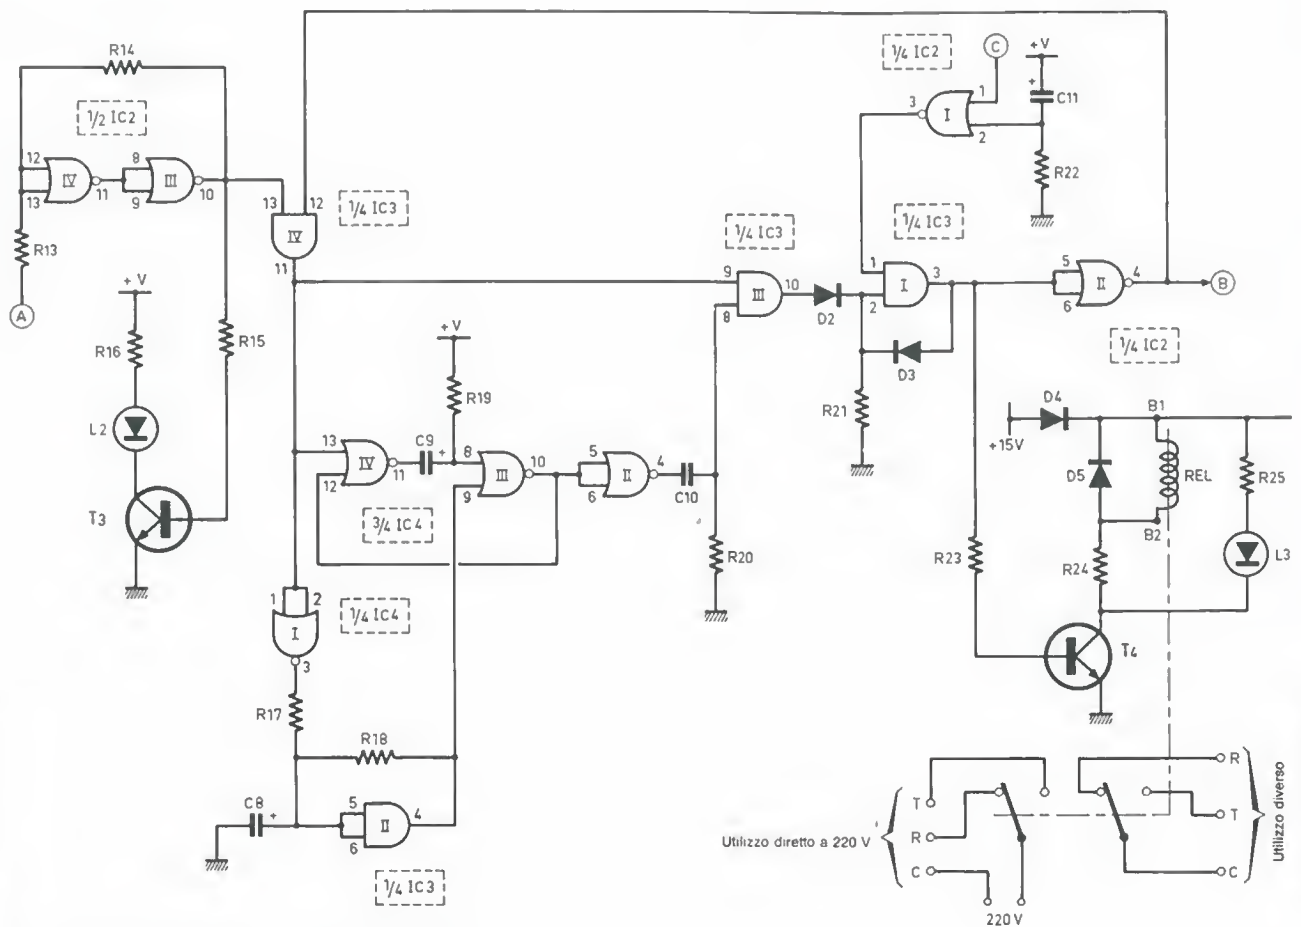 R14
1/2 IC2
12
13
IV
11
8
9
III
10
R13
A
+V
R16
L2
T3
R15
13
12
IV
11
1/4 IC3
1/4 IC2
C
+V
+
C11
3
I
1
2
R22
1/4 IC3
1/4 IC3
9
8
III
10
D2
1
2
I
3
D3
R21
5
6
II
4
B
1/4 IC2
+V
R19
13
12
IV
11
C9
+
8
9
III
10
5
6
II
4
C10
3/4 IC4
R20
1
2
I
3
1/4 IC4
R17
R18
C8
+
5
6
II
4
1/4 IC3
D4
+15V
B1
D5
REL
R25
B2
R23
R24
L3
T4
Utilizzo diretto a 220 V
T
R
C
220 V
R
T
C
Utilizzo diverso